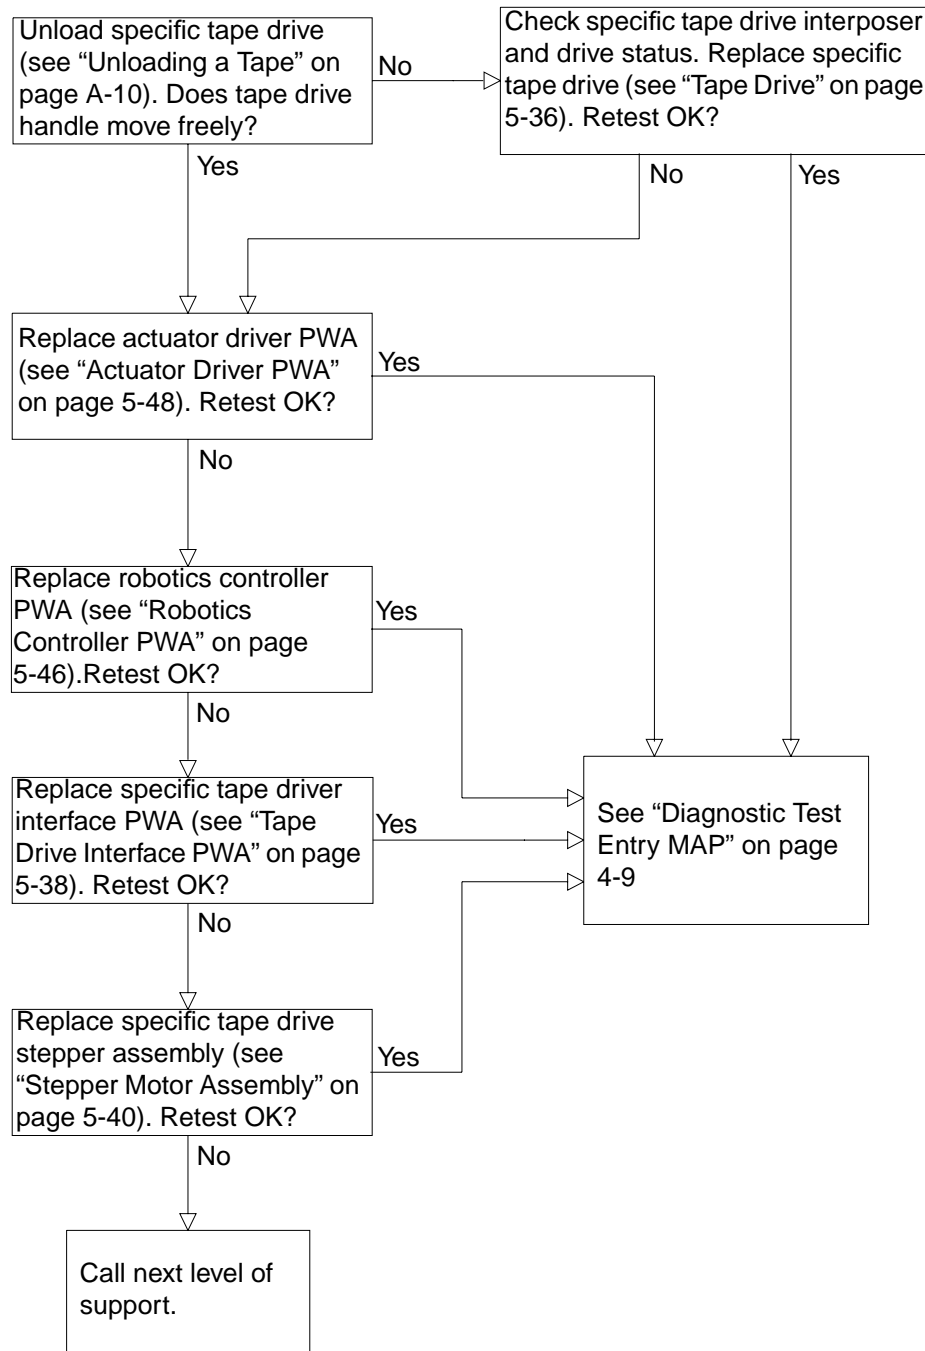 Unload specific tape drive
(see “Unloading a Tape” on
page A-10). Does tape drive
handle move freely?
No
Check specific tape drive interposer
and drive status. Replace specific
tape drive (see “Tape Drive” on page
5-36). Retest OK?
Yes
No
Yes
Replace actuator driver PWA
(see “Actuator Driver PWA”
on page 5-48). Retest OK?
Yes
No
Replace robotics controller
PWA (see “Robotics
Controller PWA” on page
5-46).Retest OK?
Yes
No
Replace specific tape driver
interface PWA (see “Tape
Drive Interface PWA” on page
5-38). Retest OK?
Yes
See “Diagnostic Test
Entry MAP” on page
4-9
No
Replace specific tape drive
stepper assembly (see
“Stepper Motor Assembly” on
page 5-40). Retest OK?
Yes
No
Call next level of
support.